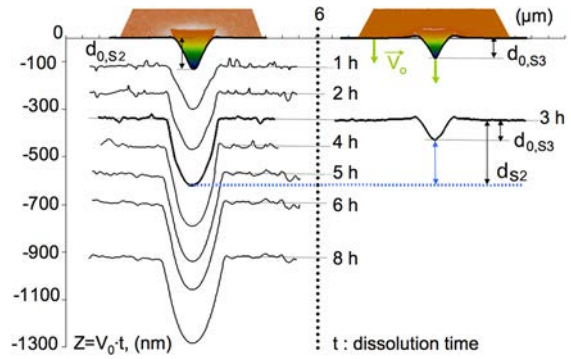 6
(μm)
0
-100
-300
-500
-700
-900
-1100
-1300
d0,S2
1 h
2 h
4 h
5 h
6 h
8 h
Z=V0·t, (nm)
Vo
d0,S3
3 h
d0,S3
dS2
t : dissolution time